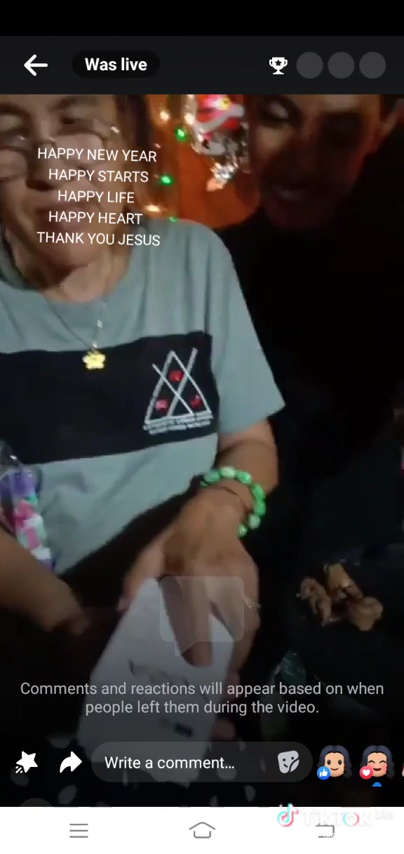 Was live
HAPPY NEW YEAR
HAPPY STARTS
HAPPY LIFE
HAPPY HEART
THANK YOU JESUS
Comments and reactions will appear based on when
people left them during the video.
Write a comment...
TikTok